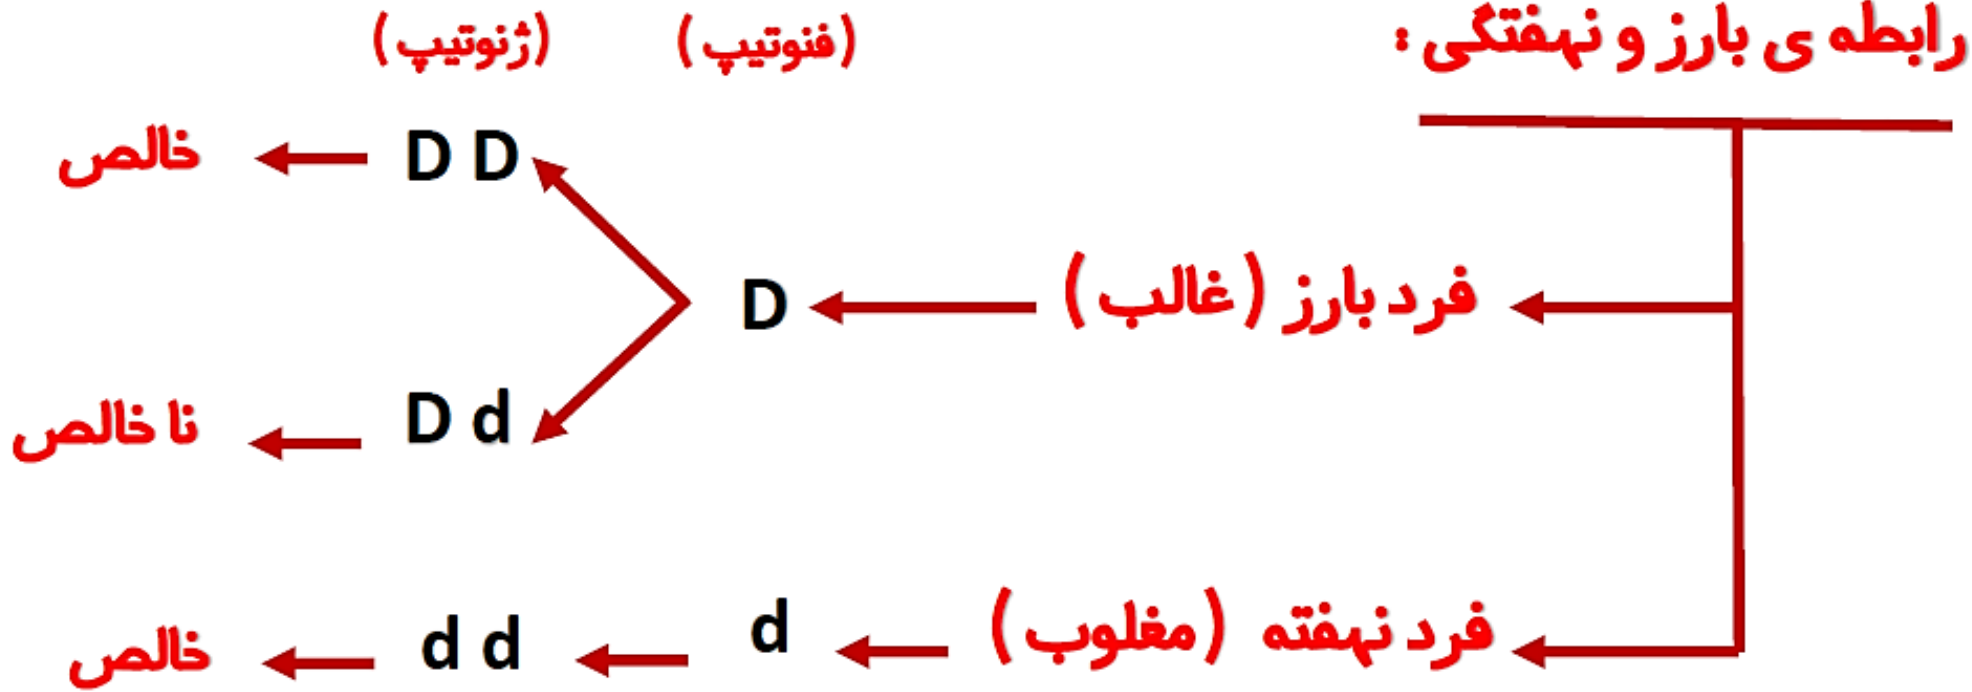 رابطه ی بارز و نهفتگی :
(فنوتیپ)
(ژنوتیپ)
D D
خالص
فرد بارز (غالب)
D
D d
نا خالص
فرد نهفته (مغلوب)
d
d d
خالص